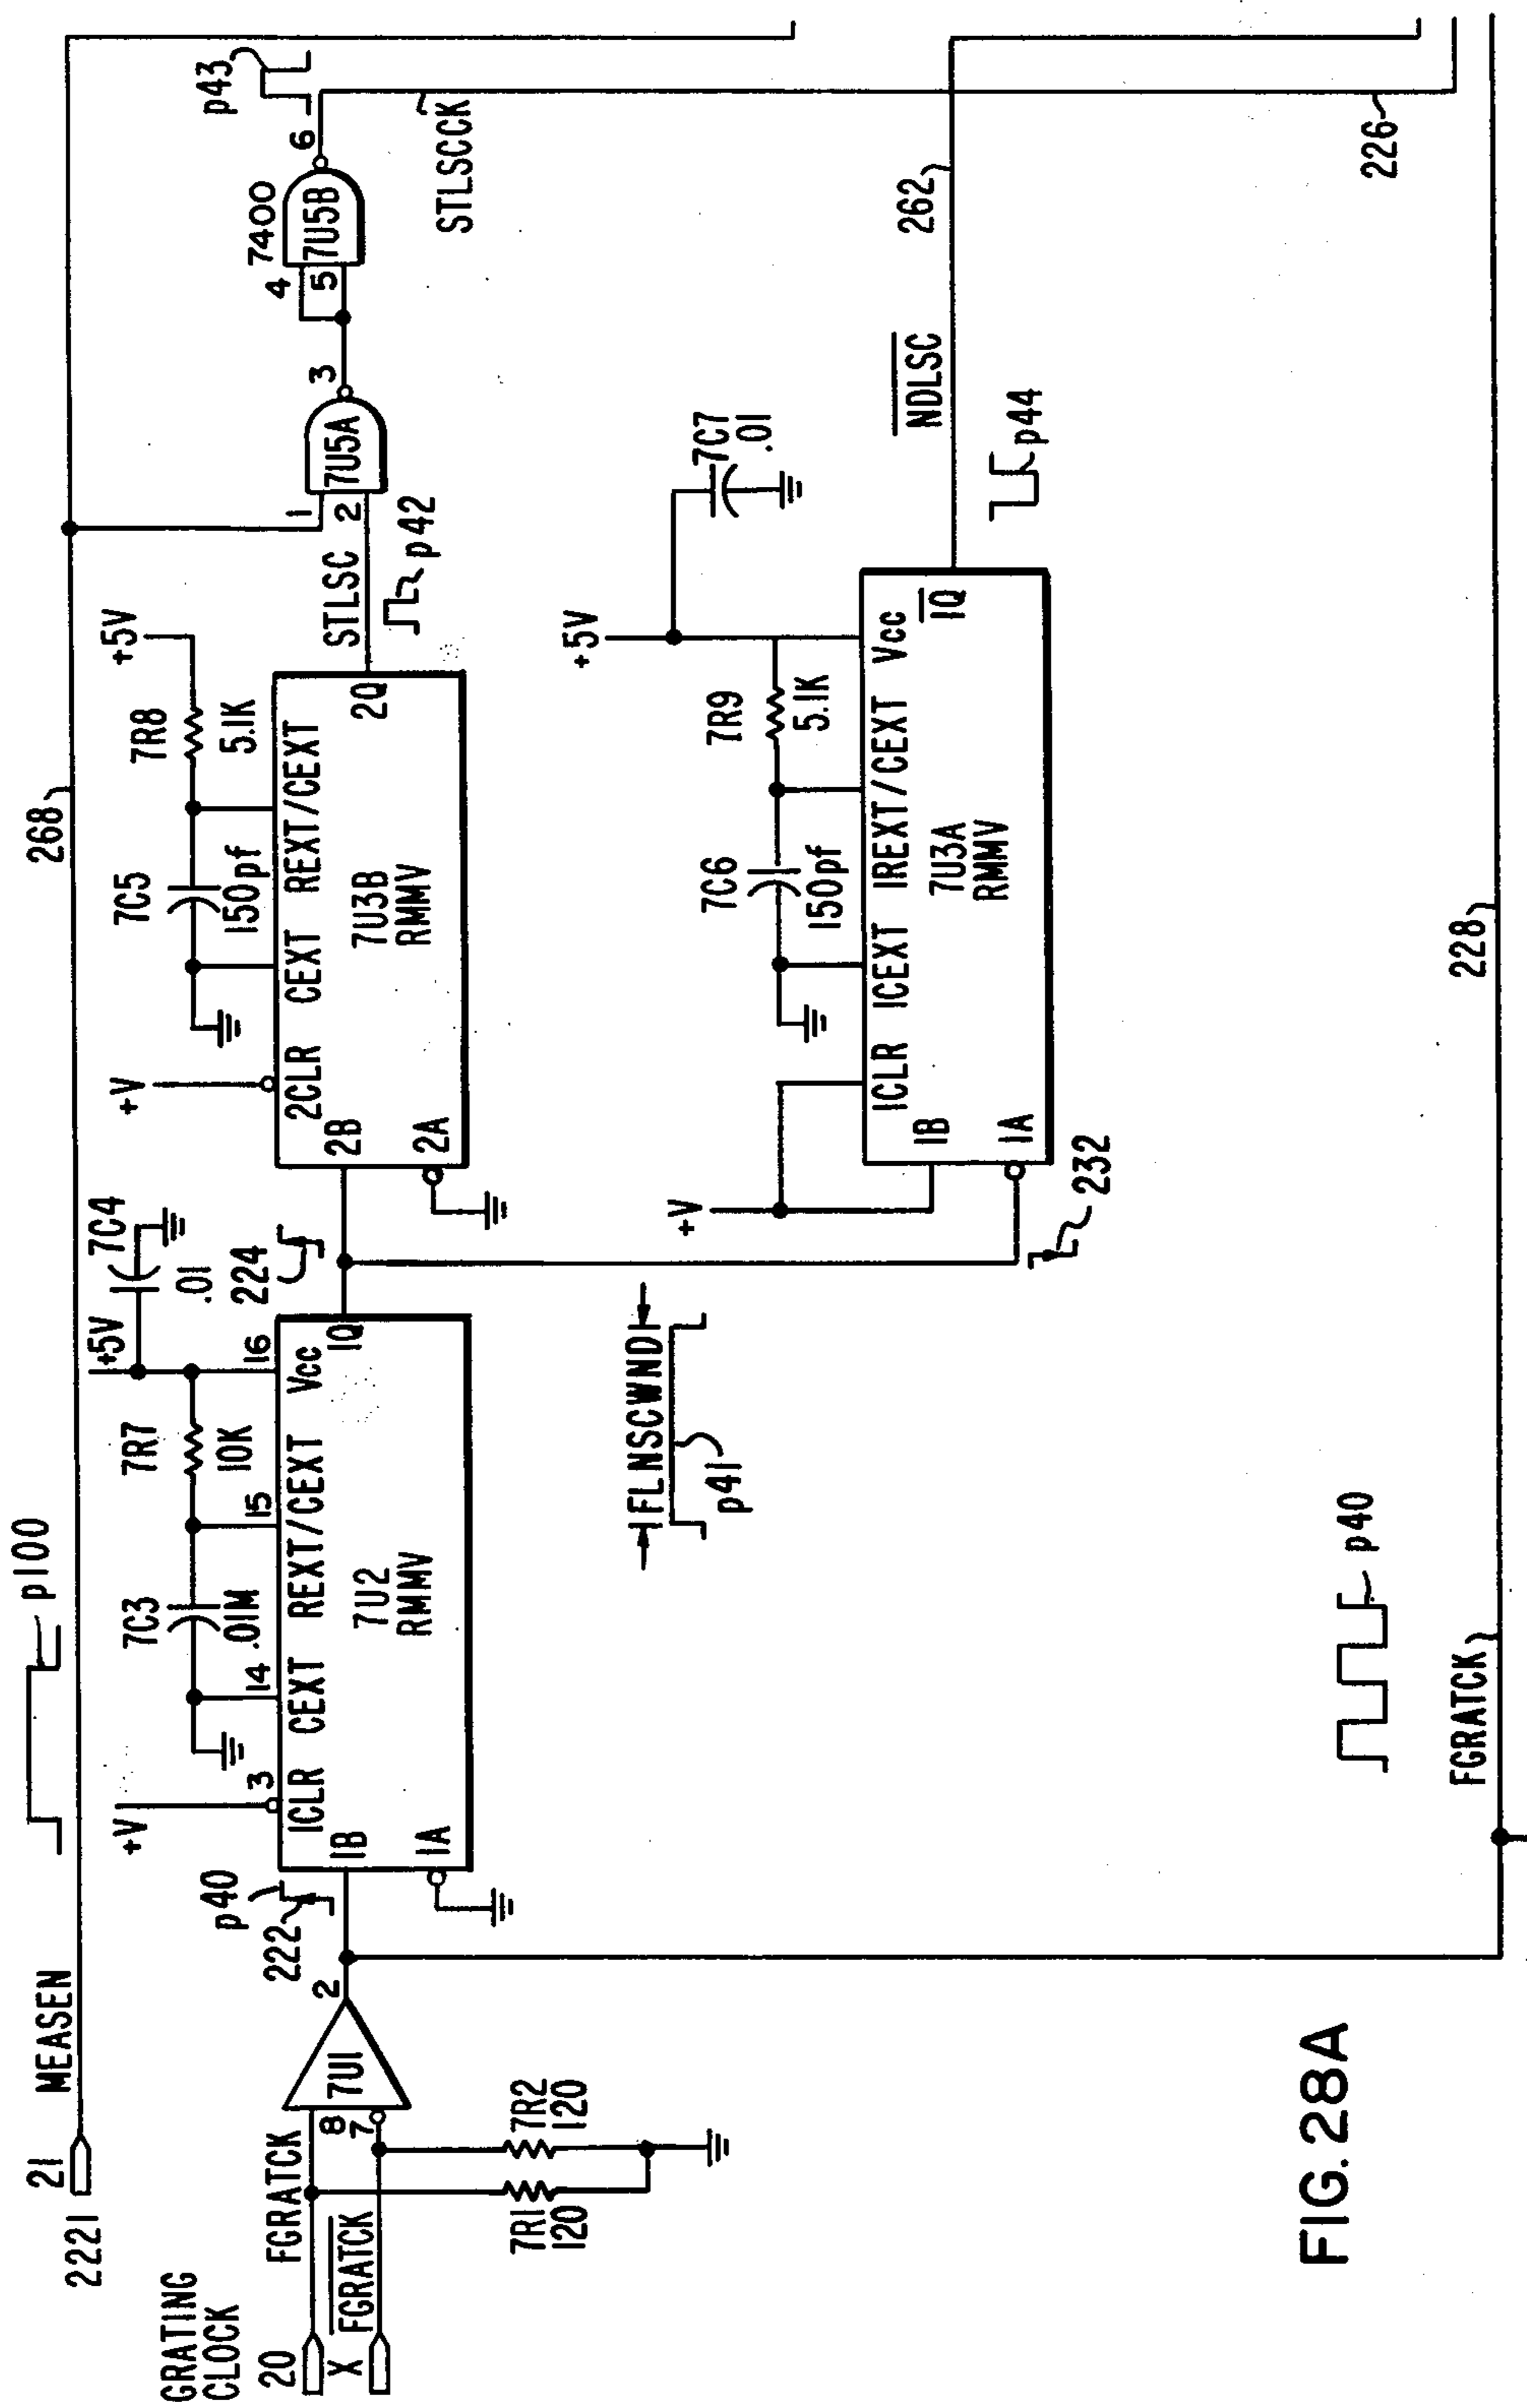 2221
21
MEASEN
p100
268
GRATING
CLOCK
20
FGRATCK
X
FGRATCK
8
7
7U1
2
7R1
120
7R2
120
222
p40
+V
3
1CLR
CEXT
REXT/CEXT
Vcc
14
15
16
1B
1A
1Q
7U2
RMMV
7C3
.01M
7R7
10K
+5V
7C4
.01
224
FLNSCWND
p41
+V
2CLR
CEXT
REXT/CEXT
2B
2A
2Q
7U3B
RMMV
7C5
150pf
7R8
5.1K
+5V
STLSC
p42
1
2
7U5A
3
4
5
7400
7U5B
6
p43
STLSCCK
232
+V
1CLR
1CEXT
1REXT/CEXT
Vcc
1B
1A
1Q
7U3A
RMMV
7C6
150pf
7R9
5.1K
+5V
7C7
.01
NDLSC
p44
262
226
p40
FGRATCK
228
FIG. 28A